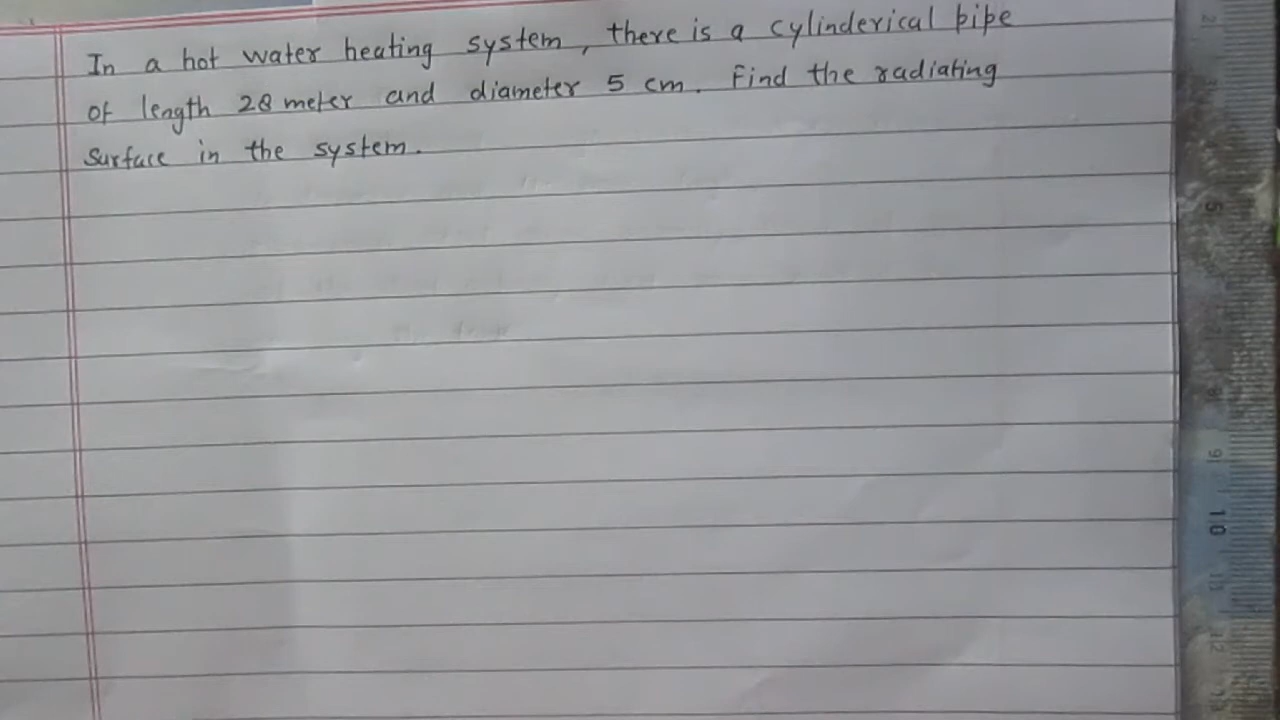 In a hot water heating system, there is a cylinderical pipe
of length 28 meter and diameter 5 cm. Find the radiating
Surface in the system.